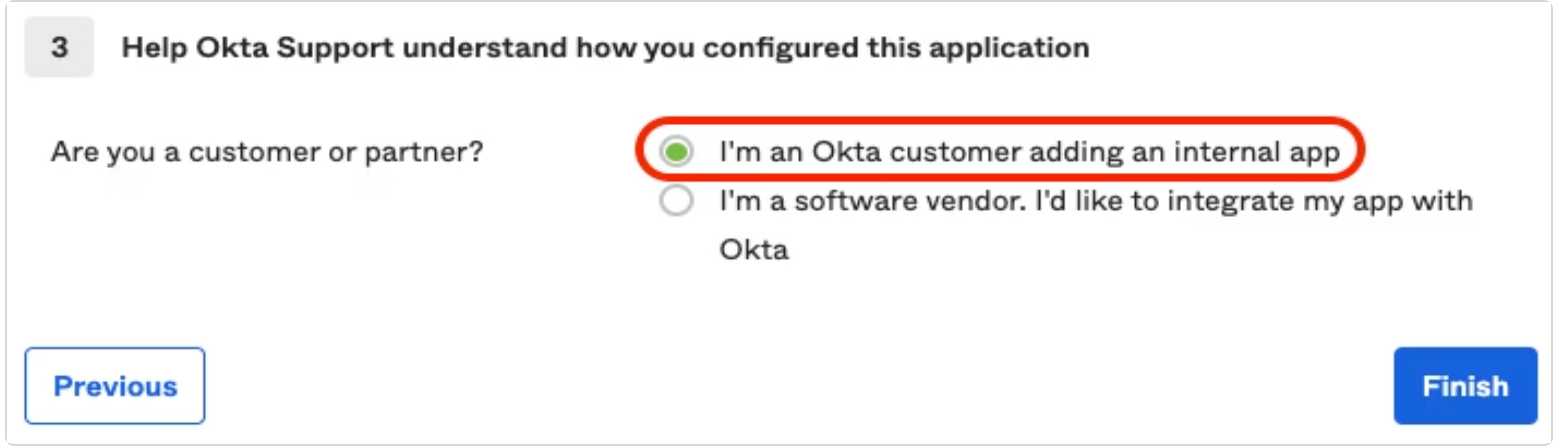 3 Help Okta Support understand how you configured this application
Are you a customer or partner? I'm an Okta customer adding an internal app
I'm a software vendor. I'd like to integrate my app with
Okta
Previous Finish